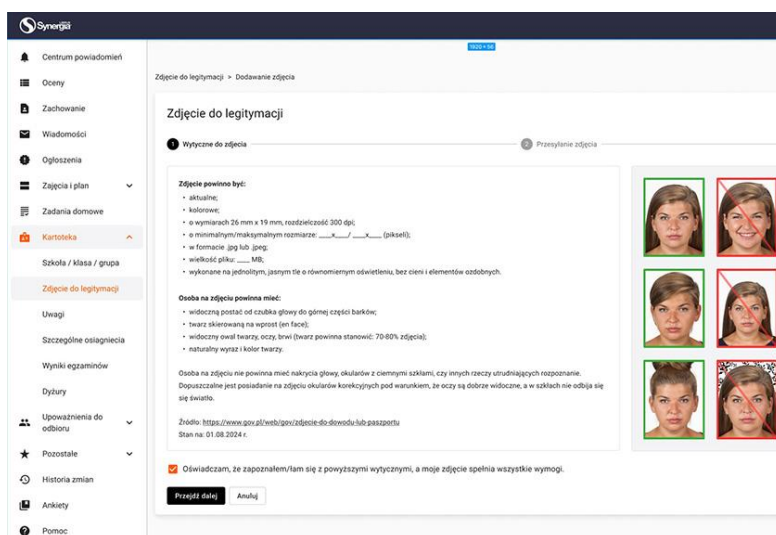 Synergia
1920 × 56
Centrum powiadomień
Oceny
Zachowanie
Wiadomości
Ogłoszenia
Zajęcia i plan
Zadania domowe
Kartoteka
Szkoła / klasa / grupa
Zdjęcie do legitymacji
Uwagi
Szczególne osiągniecia
Wyniki egzaminów
Dyżury
Upoważnienia do
odbioru
Pozostałe
Historia zmian
Ankiety
Pomoc
Zdjęcie do legitymacji > Dodawanie zdjęcia
Zdjęcie do legitymacji
1 Wytyczne do zdjecia
2 Przesyłanie zdjęcia
Zdjęcie powinno być:
• aktualne;
• kolorowe;
• o wymiarach 26 mm x 19 mm, rozdzielczość 300 dpi;
• o minimalnym/maksymalnym rozmiarze: ____x____/ ____x____ (pikseli);
• w formacie .jpg lub .jpeg;
• wielkość pliku: ____ MB;
• wykonane na jednolitym, jasnym tle o równomiernym oświetleniu, bez cieni i elementów ozdobnych.
Osoba na zdjęciu powinna mieć:
• widoczną postać od czubka głowy do górnej części barków;
• twarz skierowaną na wprost (en face);
• widoczny owal twarzy, oczy, brwi (twarz powinna stanowić: 70-80% zdjęcia);
• naturalny wyraz i kolor twarzy.
Osoba na zdjęciu nie powinna mieć nakrycia głowy, okularów z ciemnymi szkłami, czy innych rzeczy utrudniających rozpoznanie.
Dopuszczalne jest posiadanie na zdjęciu okularów korekcyjnych pod warunkiem, że oczy są dobrze widoczne, a w szkłach nie odbija się
się światło.
Źródło: https://www.gov.pl/web/gov/zdjecie-do-dowodu-lub-paszportu
Stan na: 01.08.2024 r.
Oświadczam, że zapoznałem/łam się z powyższymi wytycznymi, a moje zdjęcie spełnia wszystkie wymogi.
Przejdź dalej
Anuluj